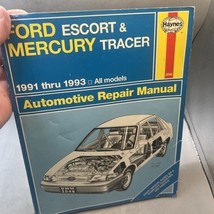 FORD ESCORT &
MERCURY TRACER
Haynes
1991 thru 1993 □ All models
Automotive Repair Manual